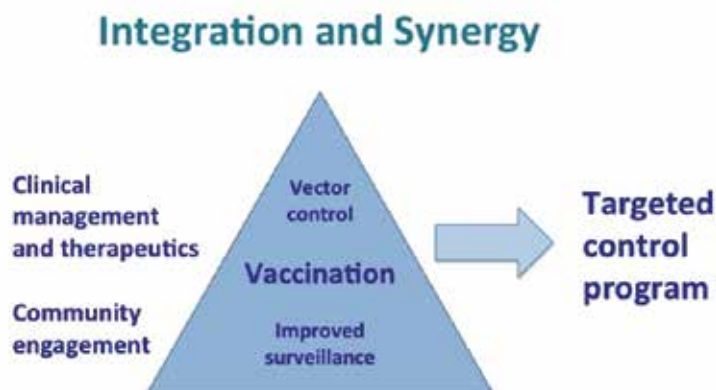 Integration and Synergy
Clinical
management
and therapeutics
Community
engagement
Vector
control
Vaccination
Improved
surveillance
Targeted
control
program